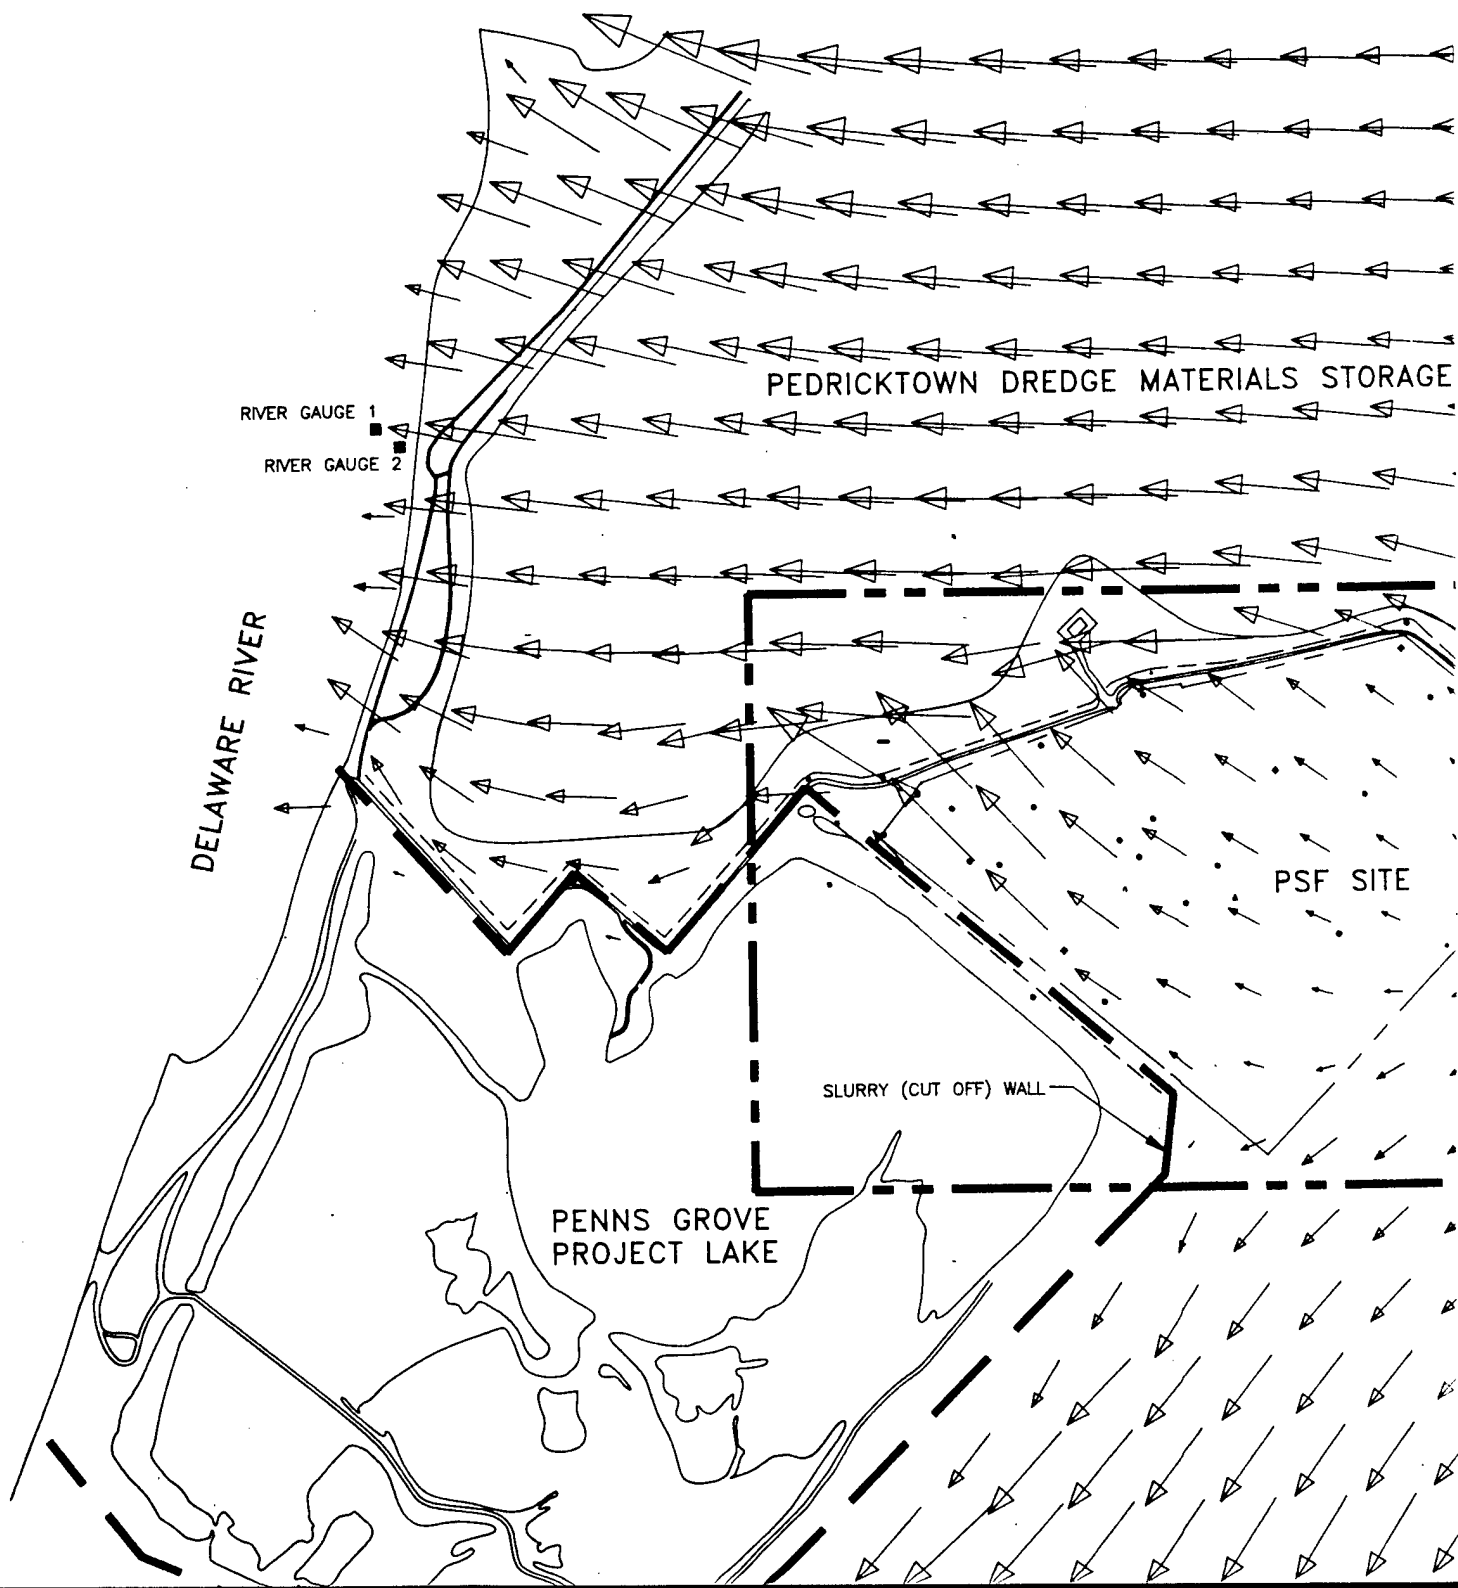 PEDRICKTOWN DREDGE MATERIALS STORAGE
RIVER GAUGE 1
RIVER GAUGE 2
DELAWARE RIVER
PSF SITE
SLURRY (CUT OFF) WALL
PENNS GROVE
PROJECT LAKE